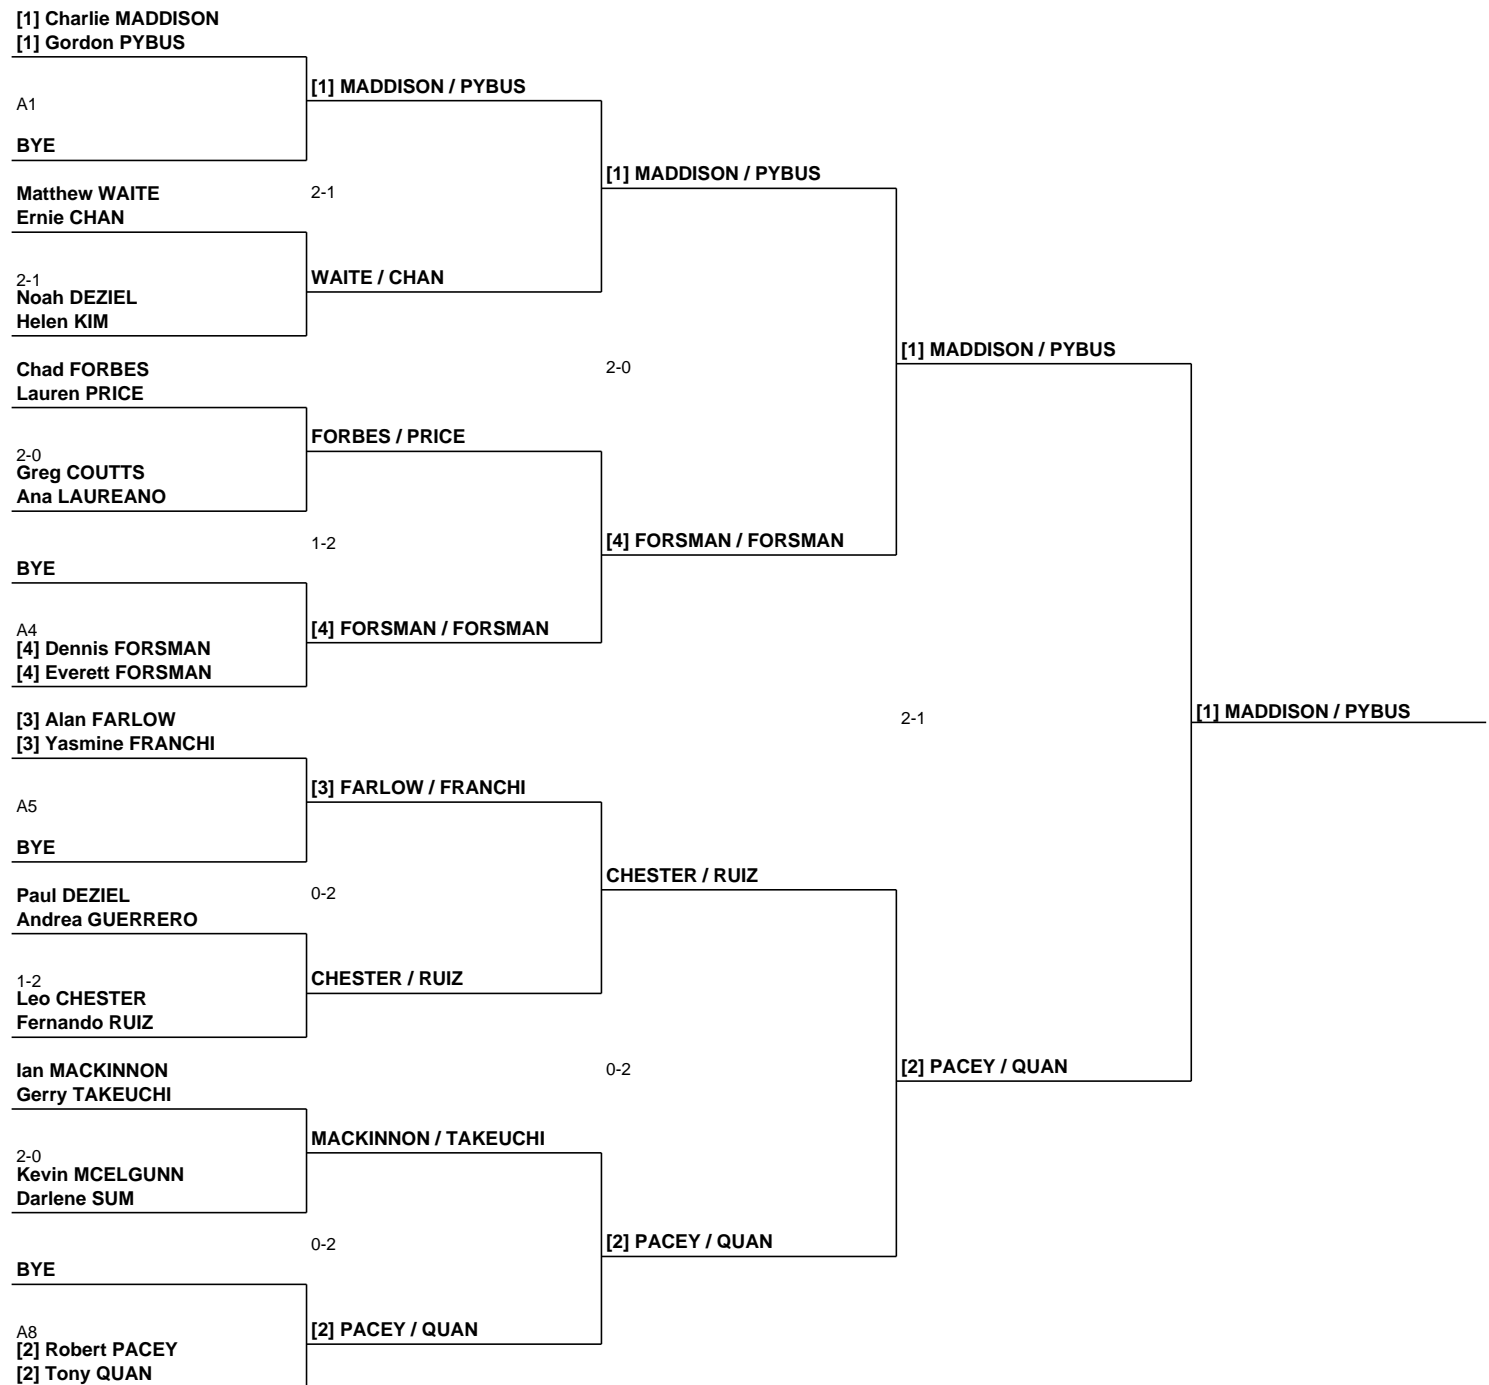 [1] Charlie MADDISON
[1] Gordon PYBUS
[1] MADDISON / PYBUS
A1
BYE
[1] MADDISON / PYBUS
Matthew WAITE
2-1
Ernie CHAN
WAITE / CHAN
2-1
Noah DEZIEL
Helen KIM
[1] MADDISON / PYBUS
Chad FORBES
2-0
Lauren PRICE
FORBES / PRICE
2-0
Greg COUTTS
Ana LAUREANO
1-2
[4] FORSMAN / FORSMAN
BYE
A4
[4] FORSMAN / FORSMAN
[4] Dennis FORSMAN
[4] Everett FORSMAN
[3] Alan FARLOW
2-1
[1] MADDISON / PYBUS
[3] Yasmine FRANCHI
[3] FARLOW / FRANCHI
A5
BYE
CHESTER / RUIZ
Paul DEZIEL
0-2
Andrea GUERRERO
1-2
CHESTER / RUIZ
Leo CHESTER
Fernando RUIZ
Ian MACKINNON
0-2
[2] PACEY / QUAN
Gerry TAKEUCHI
MACKINNON / TAKEUCHI
2-0
Kevin MCELGUNN
Darlene SUM
0-2
[2] PACEY / QUAN
BYE
A8
[2] PACEY / QUAN
[2] Robert PACEY
[2] Tony QUAN